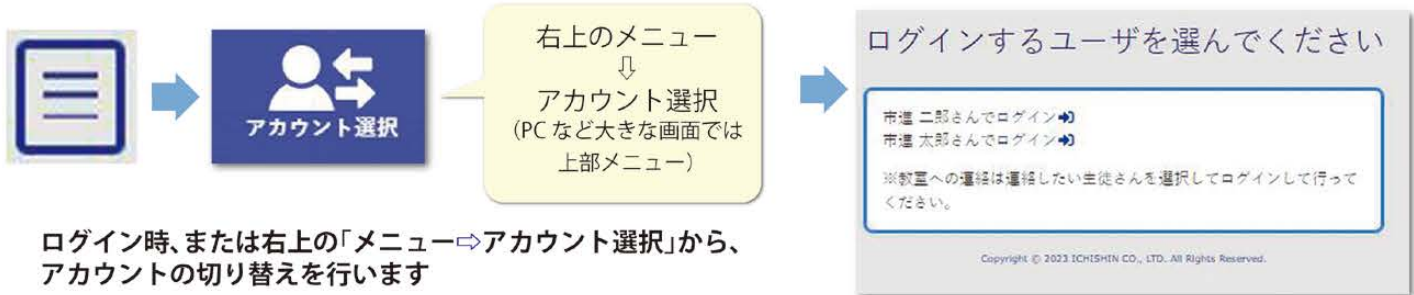 アカウント選択
右上のメニュー
⇩
アカウント選択
(PCなど大きな画面では
上部メニュー)
ログインするユーザを選んでください
市進 二郎さんでログイン
市進 太郎さんでログイン
※教室への連絡は連絡したい生徒さんを選択してログインして行って
ください。
Copyright © 2023 ICHISHIN CO., LTD. All Rights Reserved.
ログイン時、または右上の「メニュー⇨アカウント選択」から、
アカウントの切り替えを行います